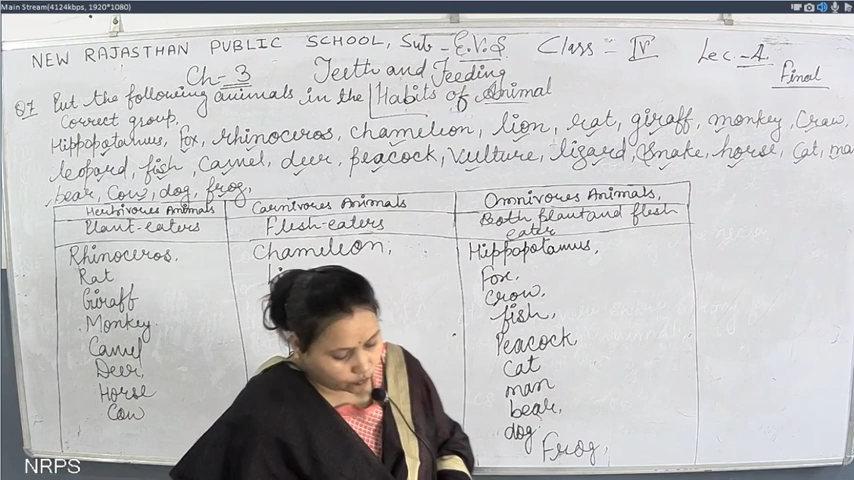 Main Stream(4124kbps, 1920*1080)
NEW RAJASTHAN PUBLIC SCHOOL, Sub - E.V.S Class = IV Lec - 4
Final
Ch - 3 Teeth and Feeding
Q7 Put the following animals in the Habits of Animal
Correct group.
Hippopotamus, Fox, rhinoceros, chameleon, lion, rat, giraff, monkey, Craw,
leopard, fish, Camel, deer, peacock, Vulture, lizard, Snake, horse, Cat, man
bear, Cow, dog, frog,
Herbivores Animals Carnivores Animals Omnivores Animals,
Plant-eaters Flesh-eaters Both plant and flesh
eater
Rhinoceros. Chameleon, Hippopotamus,
Rat Fox,
Giraff Crow,
Monkey fish,
Camel Peacock,
Deer, Cat
Horse man
Cow bear,
dog
Frog,
NRPS